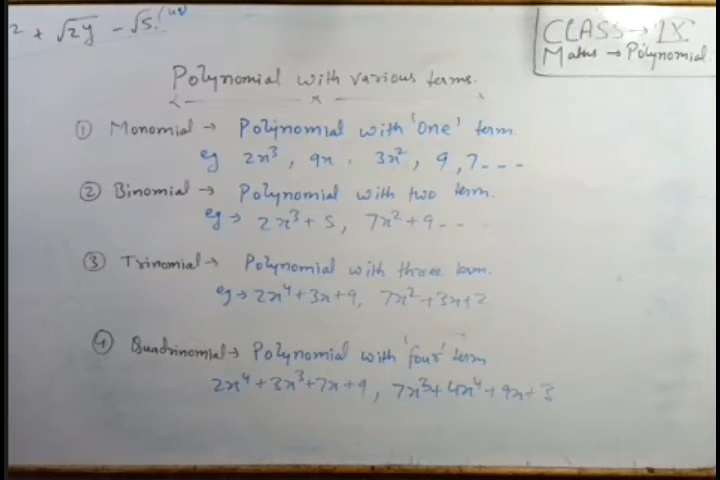 2 + √2y - √5.
CLASS → IX
Maths → Polynomial.
Polynomial with various terms.
① Monomial → Polynomial with 'One' term.
eg 2x³, 9x, 3x², 9, 7---
② Binomial → Polynomial with two term.
eg → 2x³+5, 7x²+9---
③ Trinomial → Polynomial with three term.
eg → 2x⁴+3x+9, 7x²+3x+2
④ Quadrinomial → Polynomial with 'four' term
2x⁴+3x³+7x+9, 7x³+4x⁴+9x+3